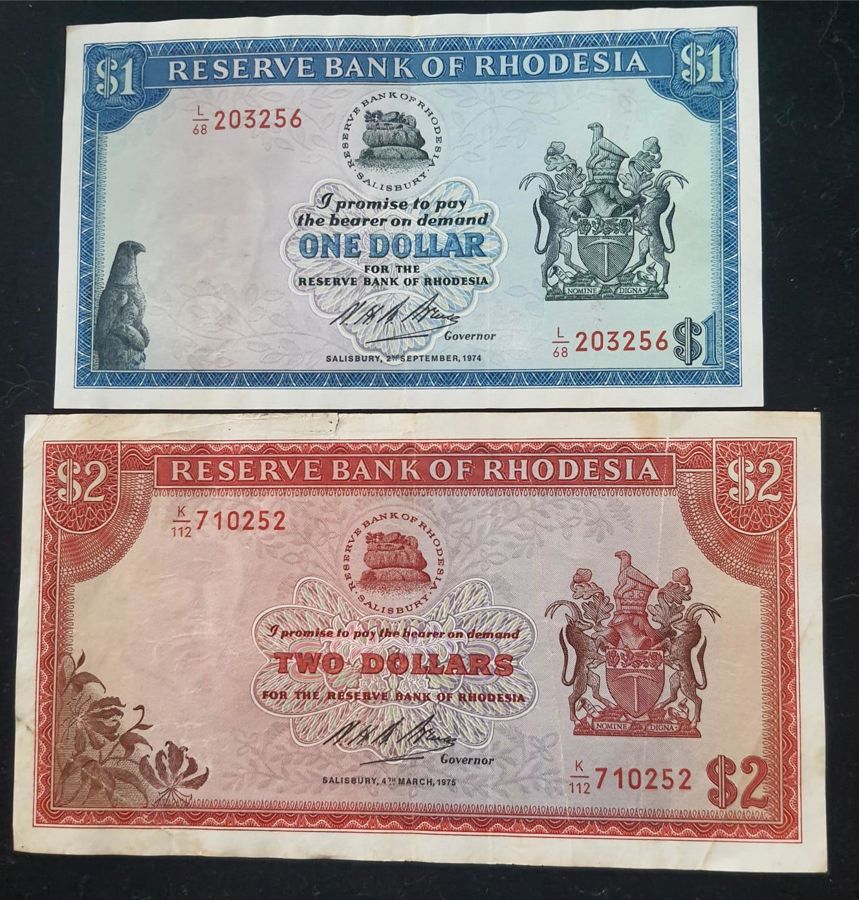 $1 RESERVE BANK OF RHODESIA $1
L/68 203256
RESERVE BANK OF RHODESIA
· SALISBURY ·
I promise to pay
the bearer on demand
ONE DOLLAR
FOR THE
RESERVE BANK OF RHODESIA
Governor
SALISBURY, 2ND SEPTEMBER, 1974
NOMINE DIGNA
L/68 203256 $1
$2 RESERVE BANK OF RHODESIA $2
K/112 710252
RESERVE BANK OF RHODESIA
· SALISBURY ·
I promise to pay the bearer on demand
TWO DOLLARS
FOR THE RESERVE BANK OF RHODESIA
Governor
SALISBURY, 4TH MARCH, 1975
NOMINE DIGNA
K/112 710252 $2